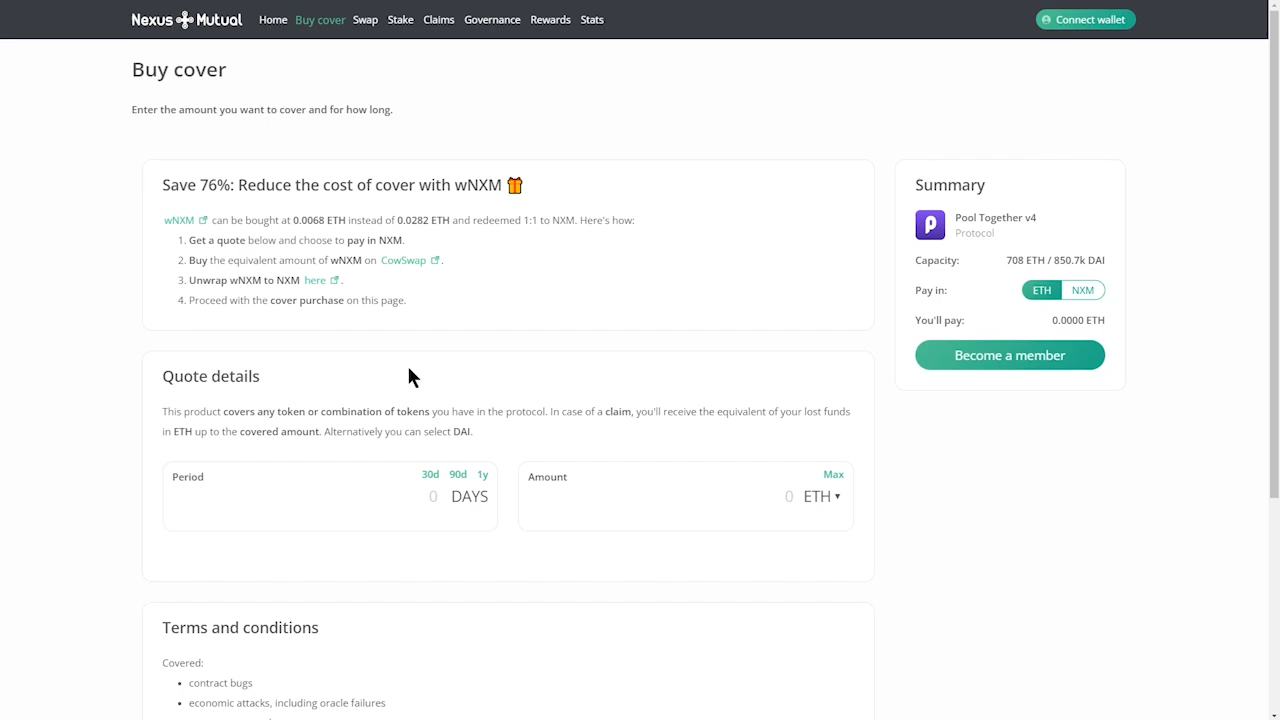 Nexus Mutual Home Buy cover Swap Stake Claims Governance Rewards Stats Connect wallet
Buy cover
Enter the amount you want to cover and for how long.
Save 76%: Reduce the cost of cover with wNXM 🎁
wNXM can be bought at 0.0068 ETH instead of 0.0282 ETH and redeemed 1:1 to NXM. Here's how:
1. Get a quote below and choose to pay in NXM.
2. Buy the equivalent amount of wNXM on CowSwap .
3. Unwrap wNXM to NXM here .
4. Proceed with the cover purchase on this page.
Summary
Pool Together v4
Protocol
Capacity: 708 ETH / 850.7k DAI
Pay in: ETH NXM
You'll pay: 0.0000 ETH
Become a member
Quote details
This product covers any token or combination of tokens you have in the protocol. In case of a claim, you'll receive the equivalent of your lost funds
in ETH up to the covered amount. Alternatively you can select DAI.
Period 30d 90d 1y
0 DAYS
Amount Max
0 ETH ▾
Terms and conditions
Covered:
• contract bugs
• economic attacks, including oracle failures